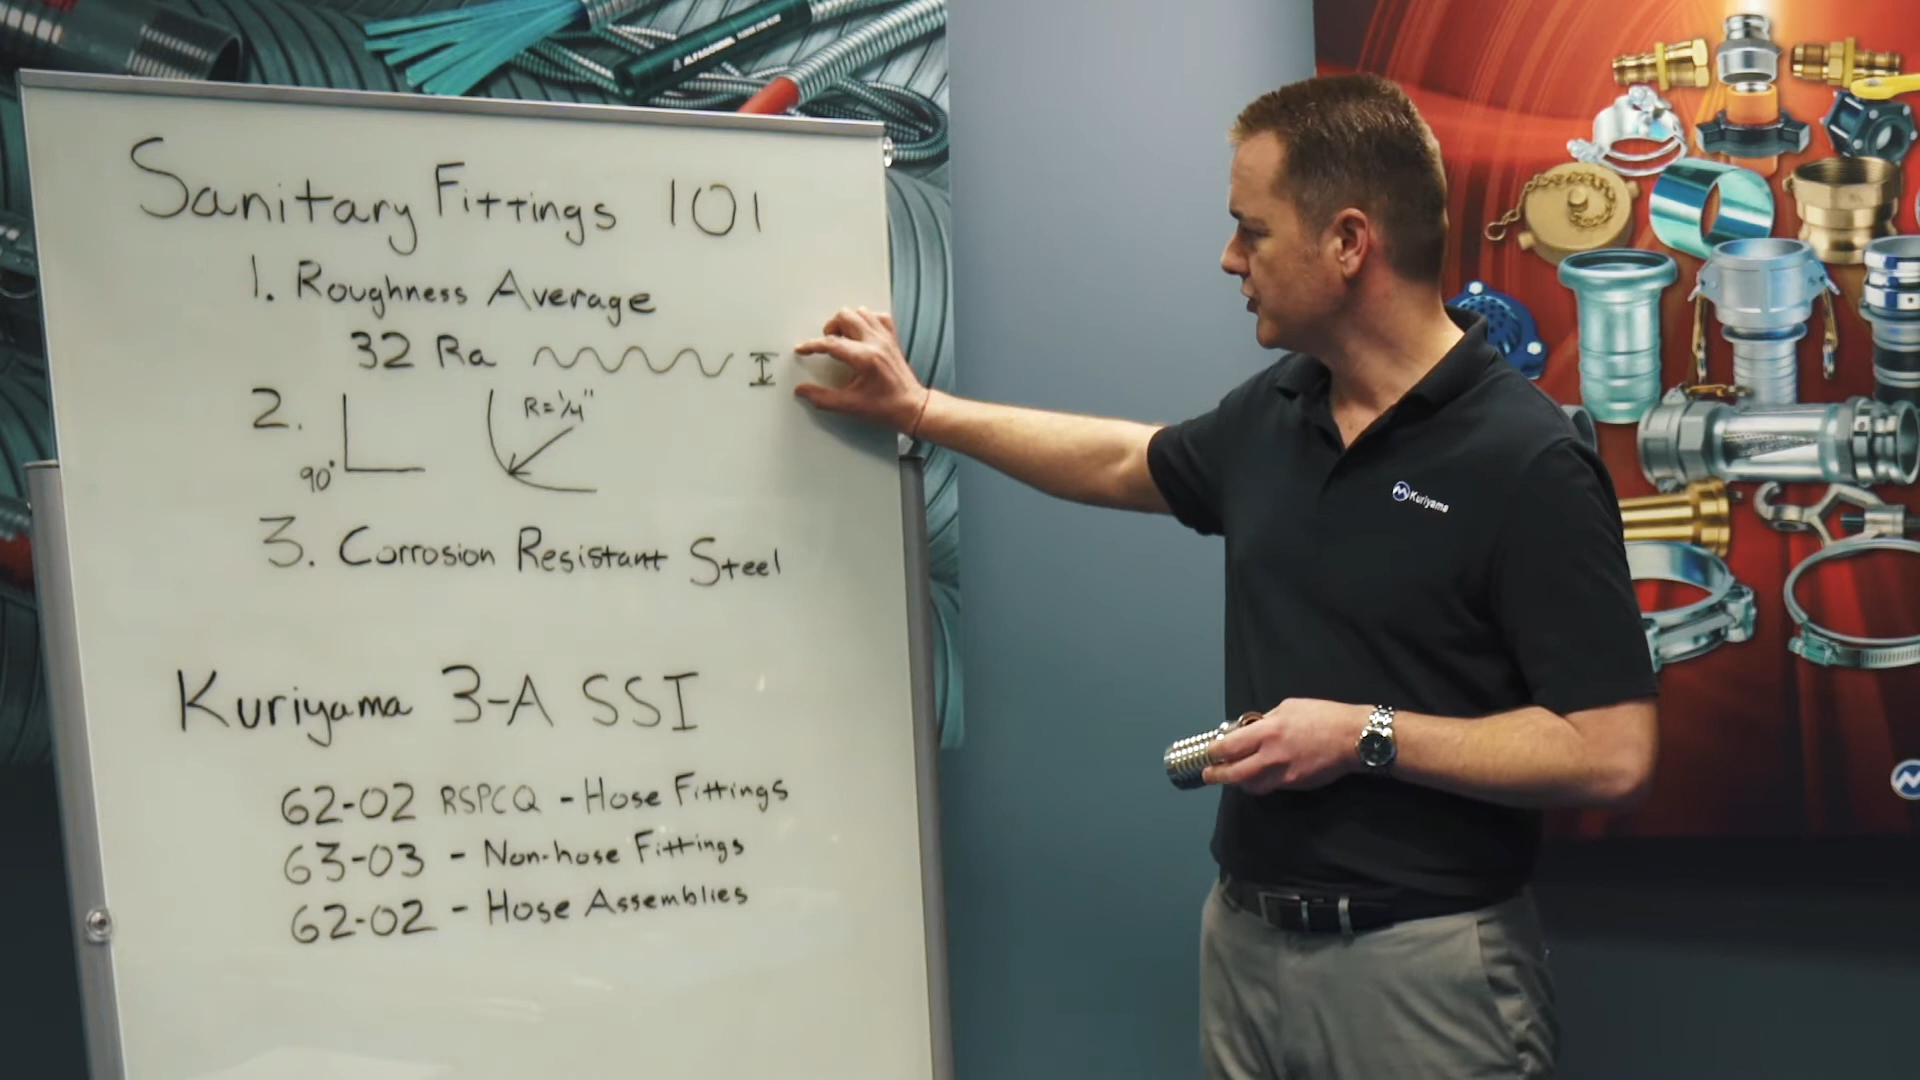 ALFAGOMMA
Sanitary Fittings 101
1. Roughness Average
32 Ra
2.
90°
R=1/4"
3. Corrosion Resistant Steel
Kuriyama 3-A SSI
62-02 RSPCQ - Hose Fittings
63-03 - Non-hose Fittings
62-02 - Hose Assemblies
Kuriyama